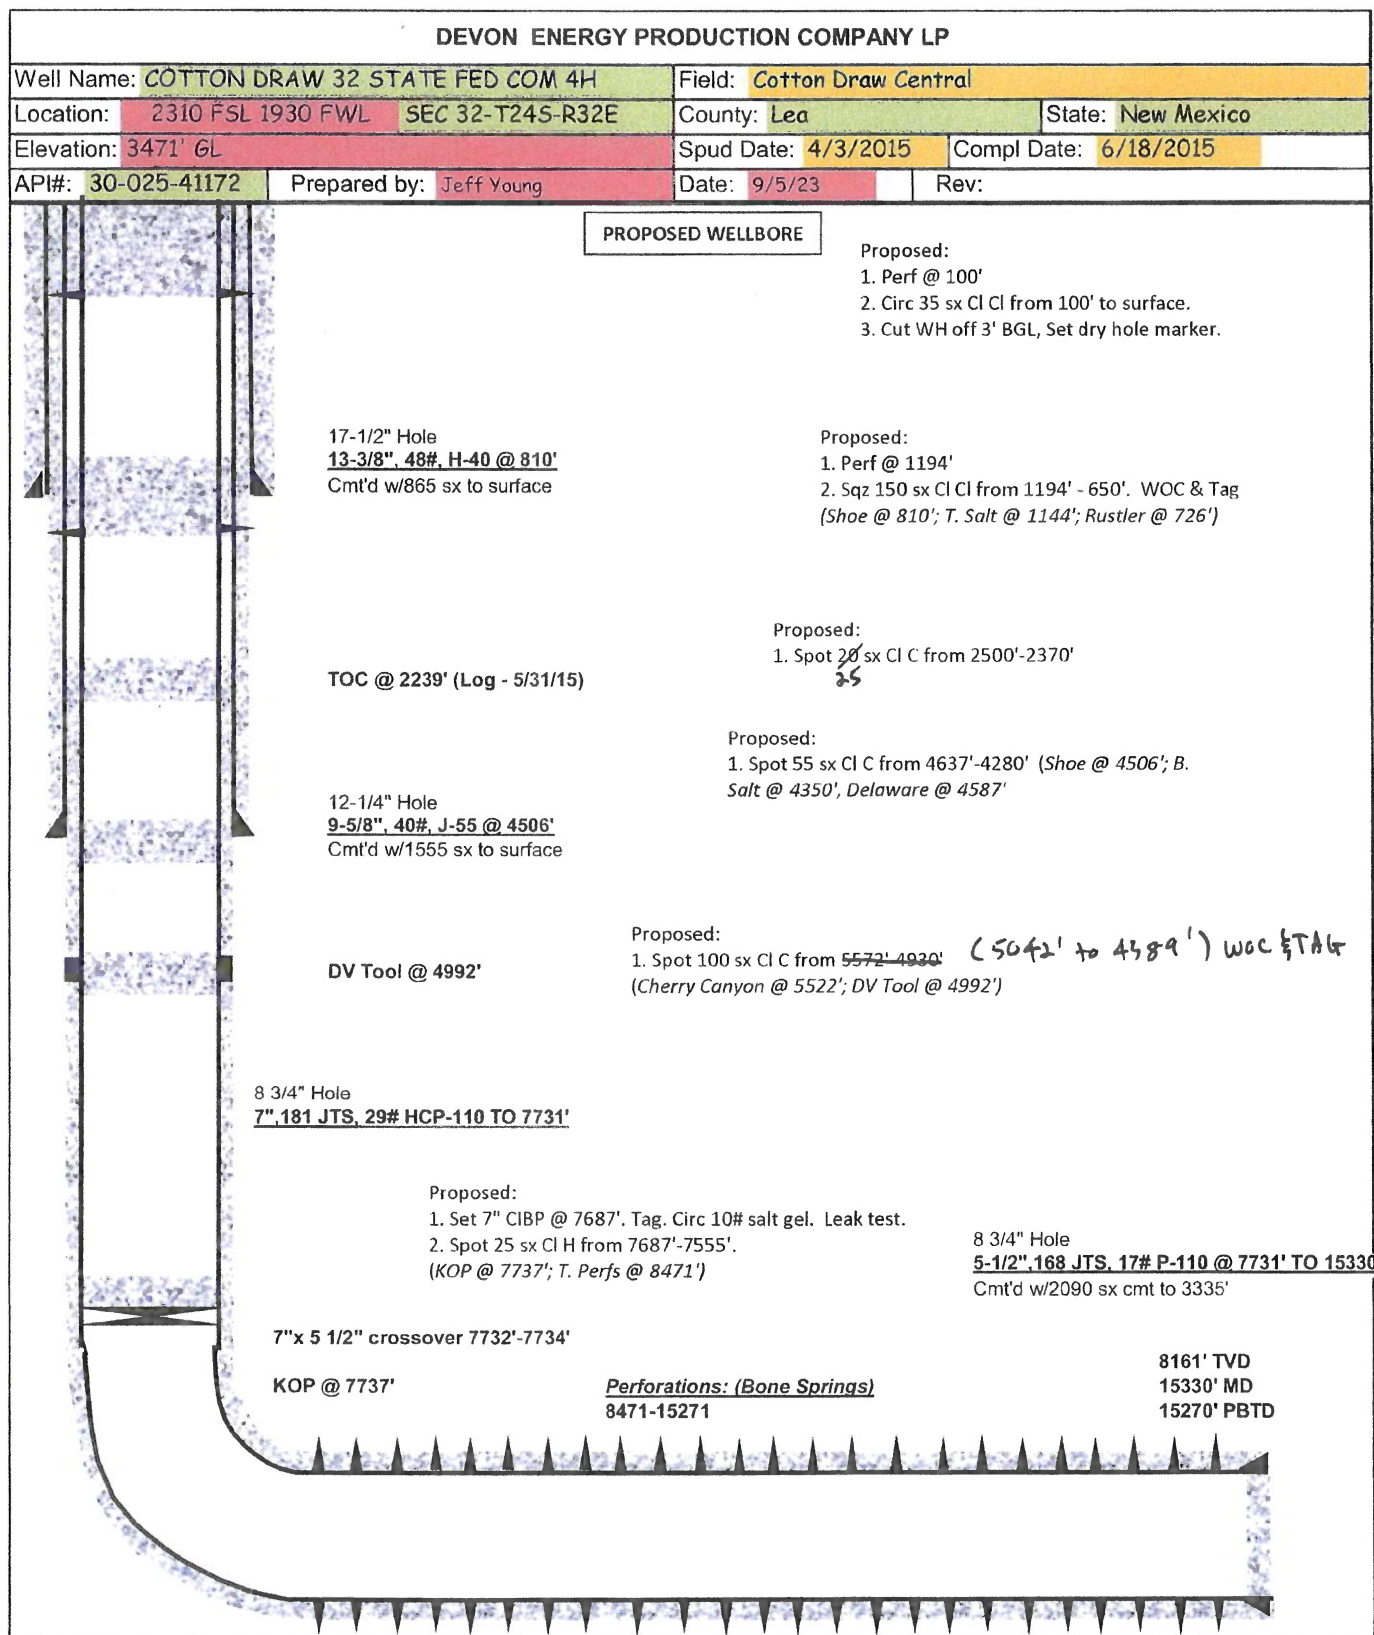 DEVON ENERGY PRODUCTION COMPANY LP
Well Name: COTTON DRAW 32 STATE FED COM 4H Field: Cotton Draw Central
Location: 2310 FSL 1930 FWL SEC 32-T24S-R32E County: Lea State: New Mexico
Elevation: 3471' GL Spud Date: 4/3/2015 Compl Date: 6/18/2015
API#: 30-025-41172 Prepared by: Jeff Young Date: 9/5/23 Rev:
PROPOSED WELLBORE
Proposed:
1. Perf @ 100'
2. Circ 35 sx Cl Cl from 100' to surface.
3. Cut WH off 3' BGL, Set dry hole marker.
17-1/2" Hole
13-3/8", 48#, H-40 @ 810'
Cmt'd w/865 sx to surface
Proposed:
1. Perf @ 1194'
2. Sqz 150 sx Cl Cl from 1194' - 650'. WOC & Tag
(Shoe @ 810'; T. Salt @ 1144'; Rustler @ 726')
Proposed:
1. Spot 20 sx Cl C from 2500'-2370'
25
TOC @ 2239' (Log - 5/31/15)
Proposed:
1. Spot 55 sx Cl C from 4637'-4280' (Shoe @ 4506'; B.
Salt @ 4350', Delaware @ 4587'
12-1/4" Hole
9-5/8", 40#, J-55 @ 4506'
Cmt'd w/1555 sx to surface
Proposed:
1. Spot 100 sx Cl C from 5572'-4930' (5042' to 4389') WOC & TAG
(Cherry Canyon @ 5522'; DV Tool @ 4992')
DV Tool @ 4992'
8 3/4" Hole
7",181 JTS, 29# HCP-110 TO 7731'
Proposed:
1. Set 7" CIBP @ 7687'. Tag. Circ 10# salt gel. Leak test.
2. Spot 25 sx Cl H from 7687'-7555'.
(KOP @ 7737'; T. Perfs @ 8471')
8 3/4" Hole
5-1/2",168 JTS, 17# P-110 @ 7731' TO 15330
Cmt'd w/2090 sx cmt to 3335'
7"x 5 1/2" crossover 7732'-7734'
KOP @ 7737'
Perforations: (Bone Springs)
8471-15271
8161' TVD
15330' MD
15270' PBTD